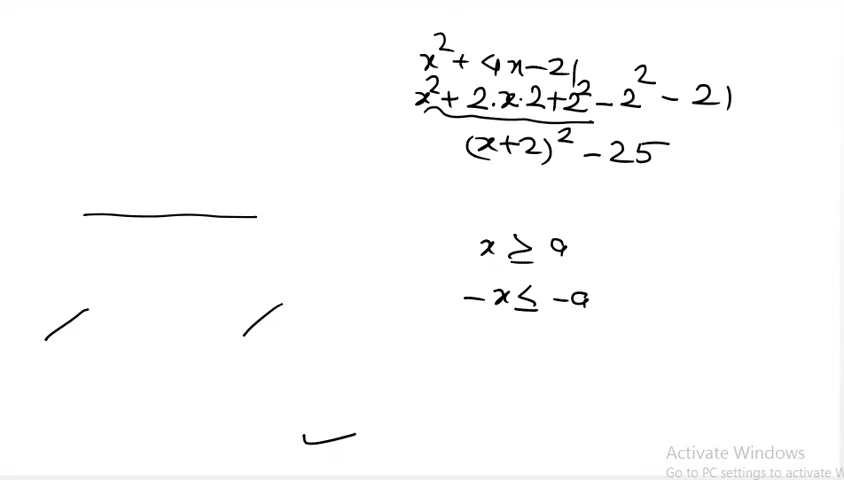 x² + 4x - 21
x² + 2.x.2 + 2² - 2² - 21
(x+2)² - 25
x ≥ a
-x ≤ -a
Activate Windows
Go to PC settings to activate W